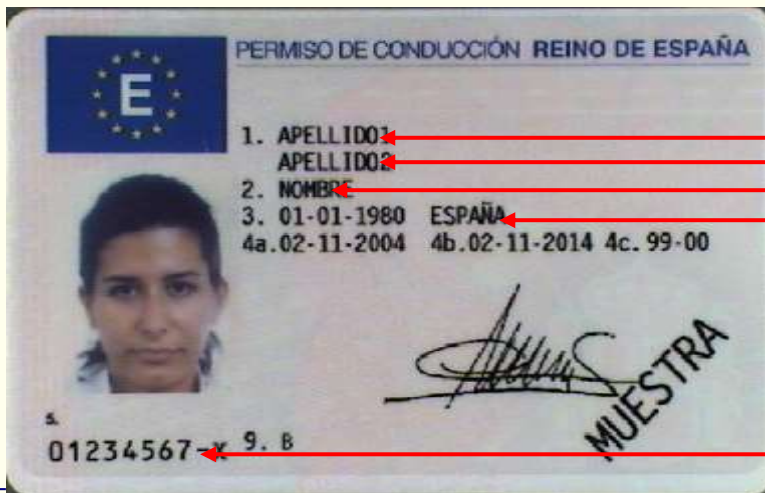 PERMISO DE CONDUCCIÓN REINO DE ESPAÑA
E
1. APELLIDO1
APELLIDO2
2. NOMBRE
3. 01-01-1980 ESPAÑA
4a.02-11-2004 4b.02-11-2014 4c. 99-00
MUESTRA
5.
01234567-X 9. B